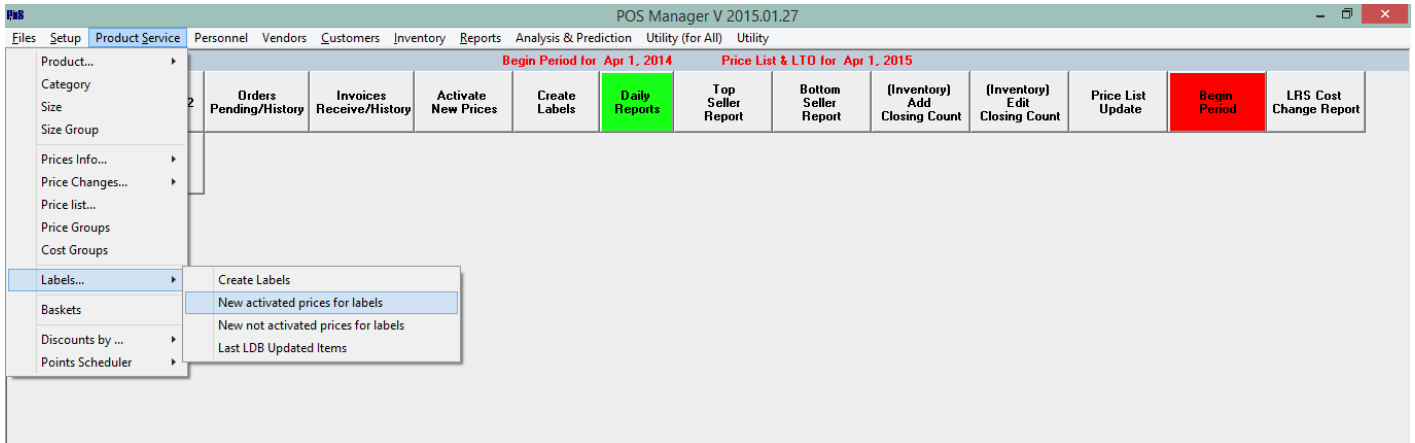 POS POS Manager V 2015.01.27
Files Setup Product Service Personnel Vendors Customers Inventory Reports Analysis & Prediction Utility (for All) Utility
Begin Period for Apr 1, 2014 Price List & LTO for Apr 1, 2015
2
Orders
Pending/History
Invoices
Receive/History
Activate
New Prices
Create
Labels
Daily
Reports
Top
Seller
Report
Bottom
Seller
Report
(Inventory)
Add
Closing Count
(Inventory)
Edit
Closing Count
Price List
Update
Begin
Period
LRS Cost
Change Report
Product...
Category
Size
Size Group
Prices Info...
Price Changes...
Price list...
Price Groups
Cost Groups
Labels...
Baskets
Discounts by ...
Points Scheduler
Create Labels
New activated prices for labels
New not activated prices for labels
Last LDB Updated Items